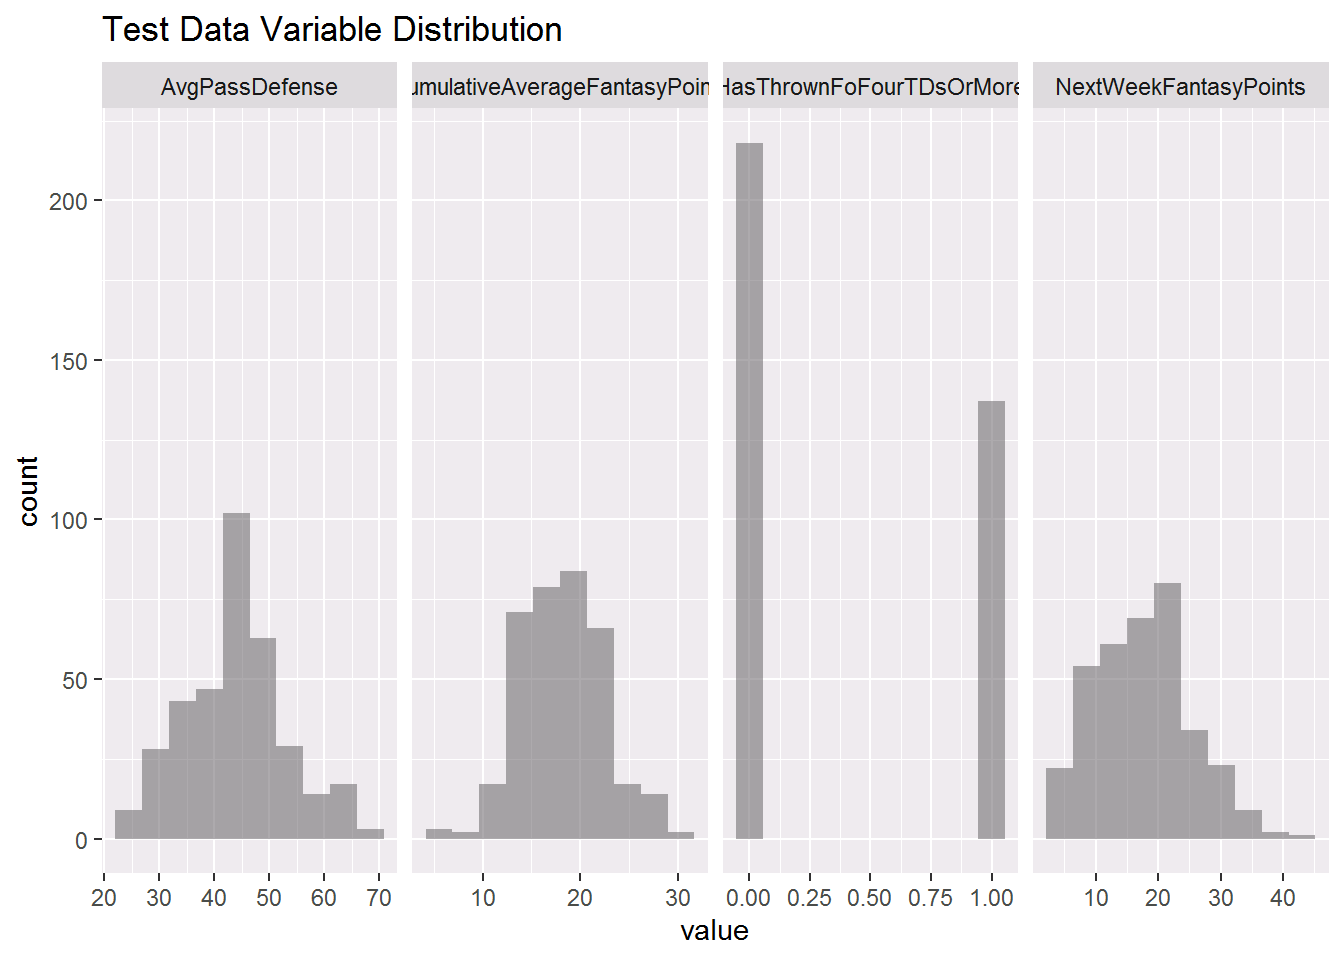 Test Data Variable Distribution
AvgPassDefense
umulativeAverageFantasyPoin
HasThrownFoFourTDsOrMore
NextWeekFantasyPoints
200
150
100
50
0
count
20 30 40 50 60 70
10 20 30
0.00 0.25 0.50 0.75 1.00
10 20 30 40
value